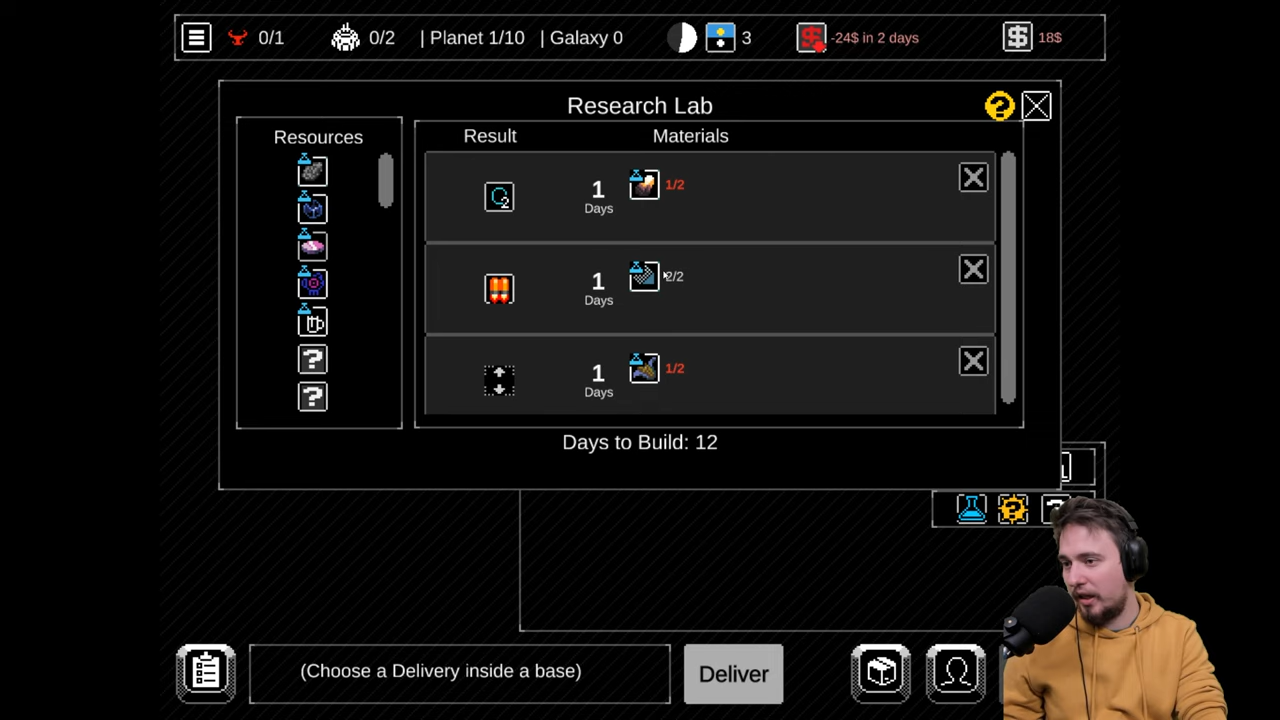 0/1 0/2 | Planet 1/10 | Galaxy 0 3 -24$ in 2 days $ 18$
Research Lab ?
Resources
Result Materials
2 1 Days 1/2
1 Days 2/2
1 Days 1/2
?
?
Days to Build: 12
?
(Choose a Delivery inside a base) Deliver